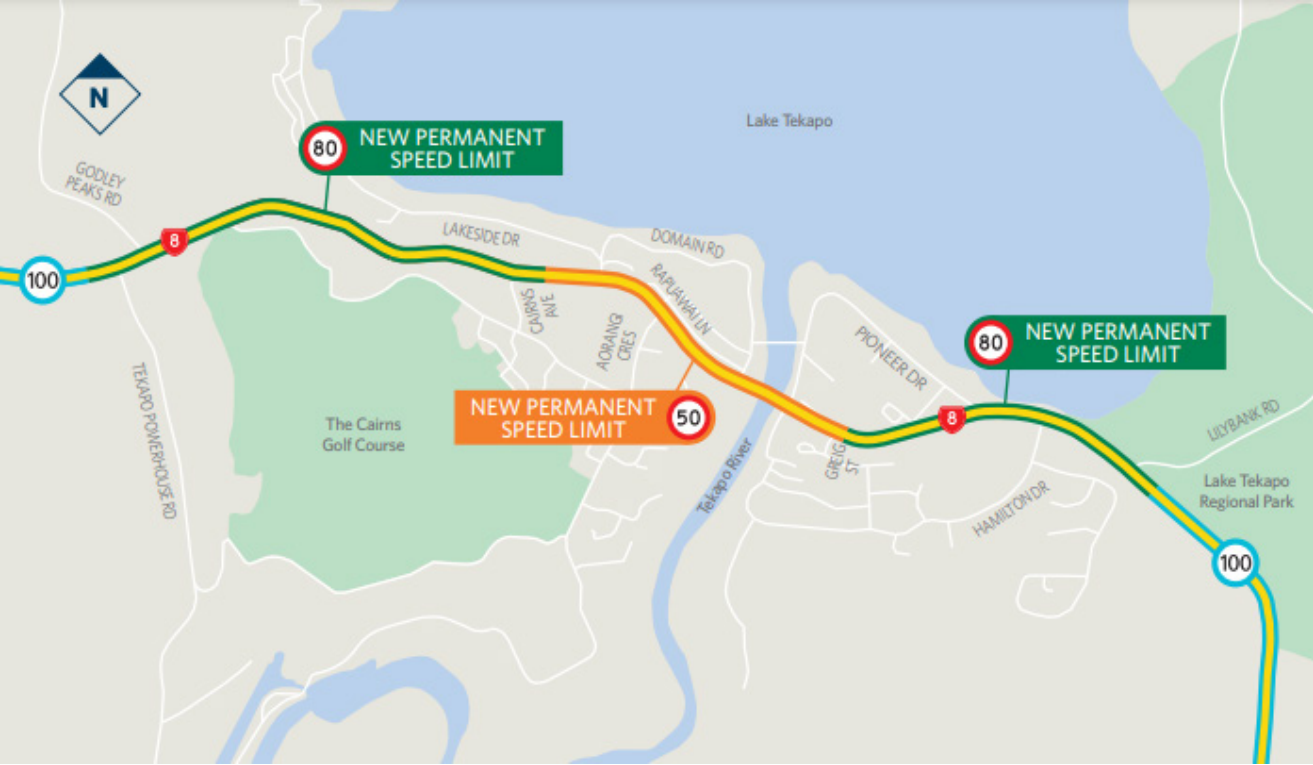 N
Lake Tekapo
80
NEW PERMANENT
SPEED LIMIT
GODLEY
PEAKS RD
8
LAKESIDE DR
DOMAIN RD
100
RAPUAWAI LN
CAIRNS
AVE
AORANGI
CRES
PIONEER DR
80
NEW PERMANENT
SPEED LIMIT
TEKAPO POWERHOUSE RD
The Cairns
Golf Course
NEW PERMANENT
SPEED LIMIT
50
8
LILYBANK RD
GREIG
ST
Tekapo River
HAMILTON DR
Lake Tekapo
Regional Park
100